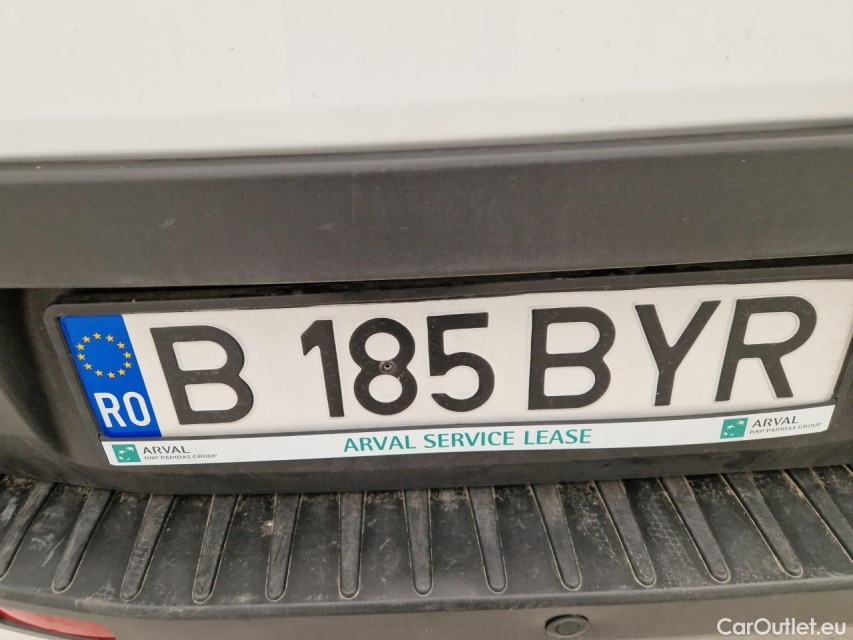 RO B 185 BYR
ARVAL
BNP PARIBAS GROUP
ARVAL SERVICE LEASE
ARVAL
BNP PARIBAS GROUP
CarOutlet.eu